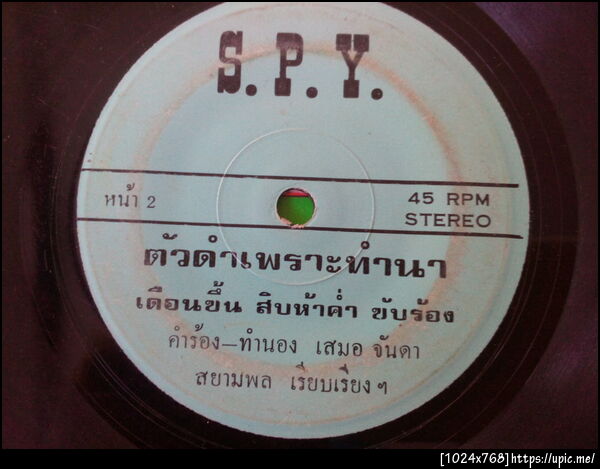 S.P.Y.
หน้า 2
45 RPM
STEREO
ตัวดำเพราะทำนา
เดือนขึ้น สิบห้าค่ำ ขับร้อง
คำร้อง–ทำนอง เสมอ จันดา
สยามพล เรียบเรียง ๆ
[1024x768]https://upic.me/